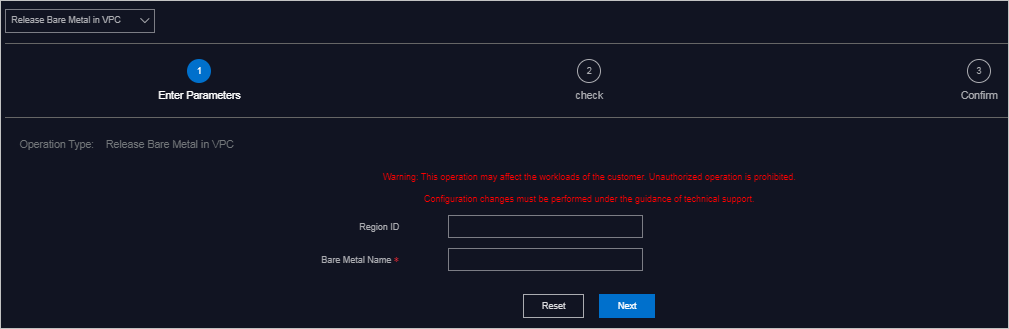 Release Bare Metal in VPC
1
2
3
Enter Parameters
check
Confirm
Operation Type: Release Bare Metal in VPC
Warning: This operation may affect the workloads of the customer. Unauthorized operation is prohibited.
Configuration changes must be performed under the guidance of technical support.
Region ID
Bare Metal Name *
Reset Next